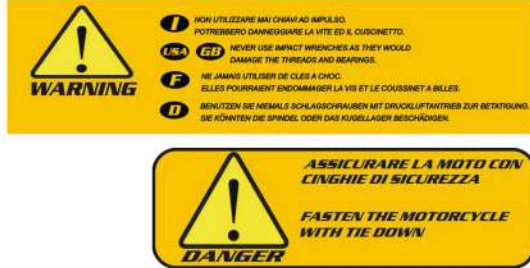 WARNING
I
NON UTILIZZARE MAI CHIAVI AD IMPULSO.
POTREBBERO DANNEGGIARE LA VITE ED IL CUSCINETTO.
USA GB
NEVER USE IMPACT WRENCHES AS THEY WOULD
DAMAGE THE THREADS AND BEARINGS.
F
NE JAMAIS UTILISER DE CLES A CHOC.
ELLES POURRAIENT ENDOMMAGER LA VIS ET LE COUSSINET A BILLES.
D
BENUTZEN SIE NIEMALS SCHLAGSCHRAUBEN MIT DRUCKLUFTANTRIEB ZUR BETATIGUNG.
SIE KÖNNTEN DIE SPINDEL ODER DAS KUGELLAGER BESCHÄDIGEN.
DANGER
ASSICURARE LA MOTO CON
CINGHIE DI SICUREZZA
FASTEN THE MOTORCYCLE
WITH TIE DOWN